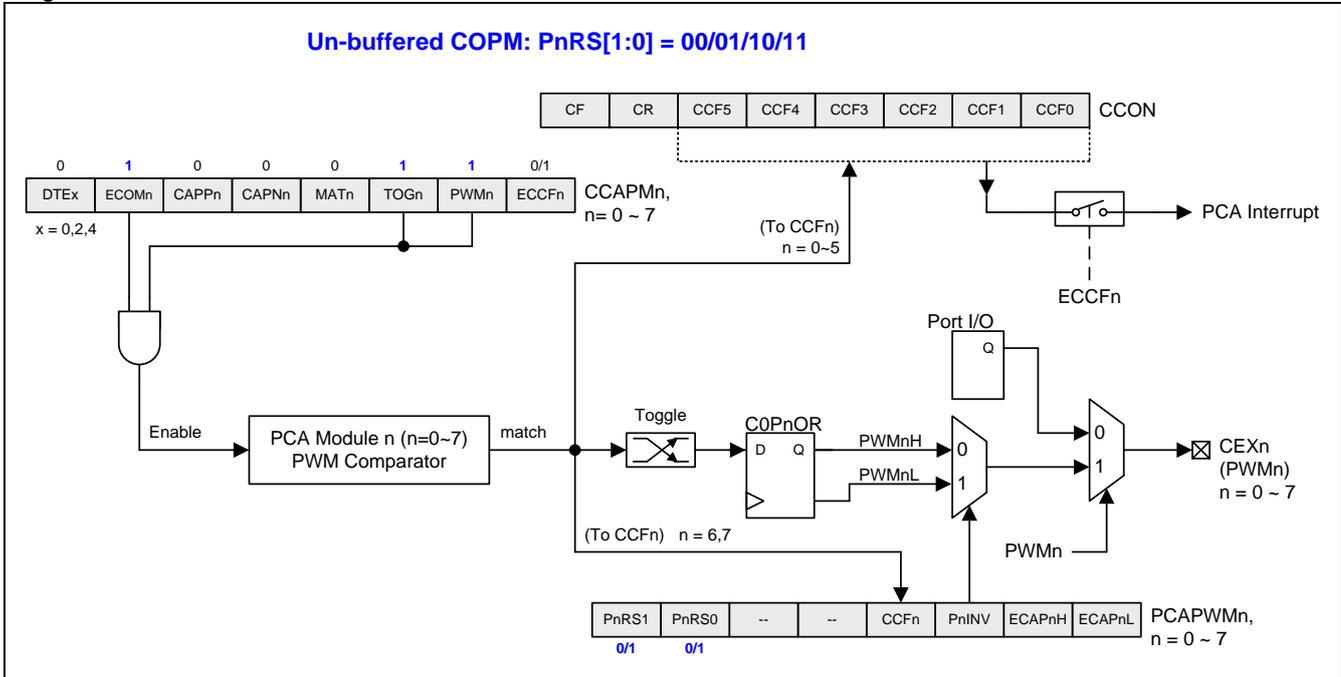 Un-buffered COPM: PnRS[1:0] = 00/01/10/11
CF CR CCF5 CCF4 CCF3 CCF2 CCF1 CCF0 CCON
0 1 0 0 0 1 1 0/1
DTEx ECOMn CAPPn CAPNn MATn TOGn PWMn ECCFn CCAPMn,
n= 0 ~ 7
x = 0,2,4
(To CCFn)
n = 0~5
PCA Interrupt
ECCFn
Port I/O
Q
Enable
PCA Module n (n=0~7)
PWM Comparator
match
Toggle
C0PnOR
D Q
PWMnH
PWMnL
0
1
0
1
CEXn
(PWMn)
n = 0 ~ 7
(To CCFn) n = 6,7
PWMn
PnRS1 PnRS0 -- -- CCFn PnINV ECAPnH ECAPnL PCAPWMn,
n = 0 ~ 7
0/1 0/1